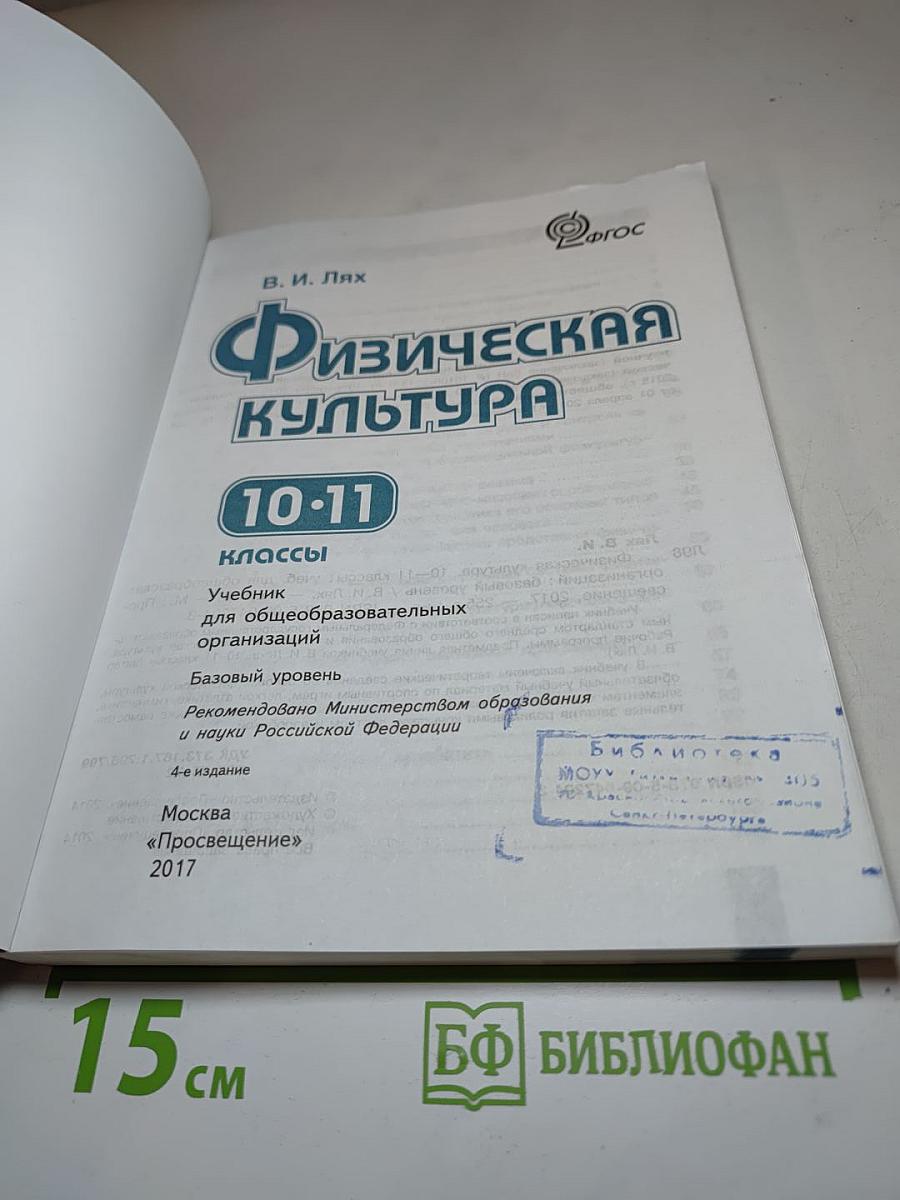 ФГОС
В. И. Лях
Физическая
культура
10•11
классы
Учебник
для общеобразовательных
организаций
Базовый уровень
Рекомендовано Министерством образования
и науки Российской Федерации
4-е издание
Москва
«Просвещение»
2017
Библиотека
МОУ
Санкт-Петербурга
15 см
БФ БИБЛИОФАН